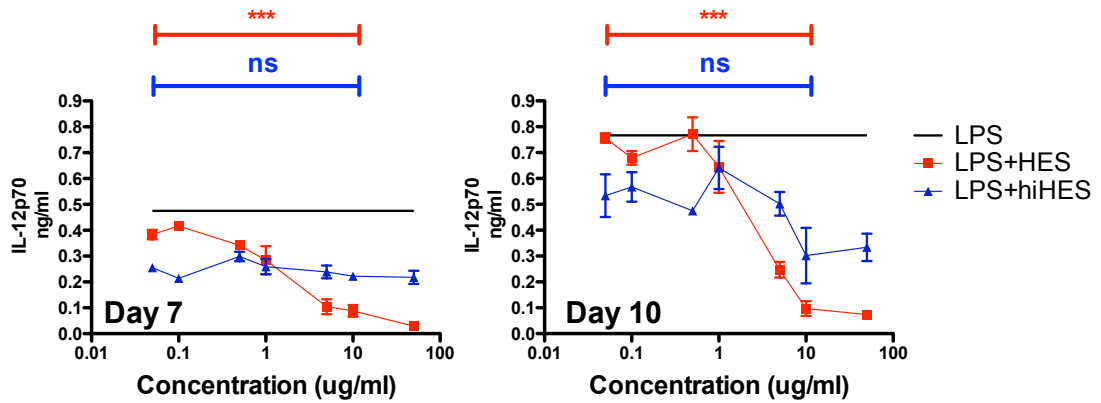 ***
ns
IL-12p70
ng/ml
0.9
0.8
0.7
0.6
0.5
0.4
0.3
0.2
0.1
0.0
Day 7
0.01 0.1 1 10 100
Concentration (ug/ml)
***
ns
IL-12p70
ng/ml
0.9
0.8
0.7
0.6
0.5
0.4
0.3
0.2
0.1
0.0
Day 10
0.01 0.1 1 10 100
Concentration (ug/ml)
LPS
LPS+HES
LPS+hiHES